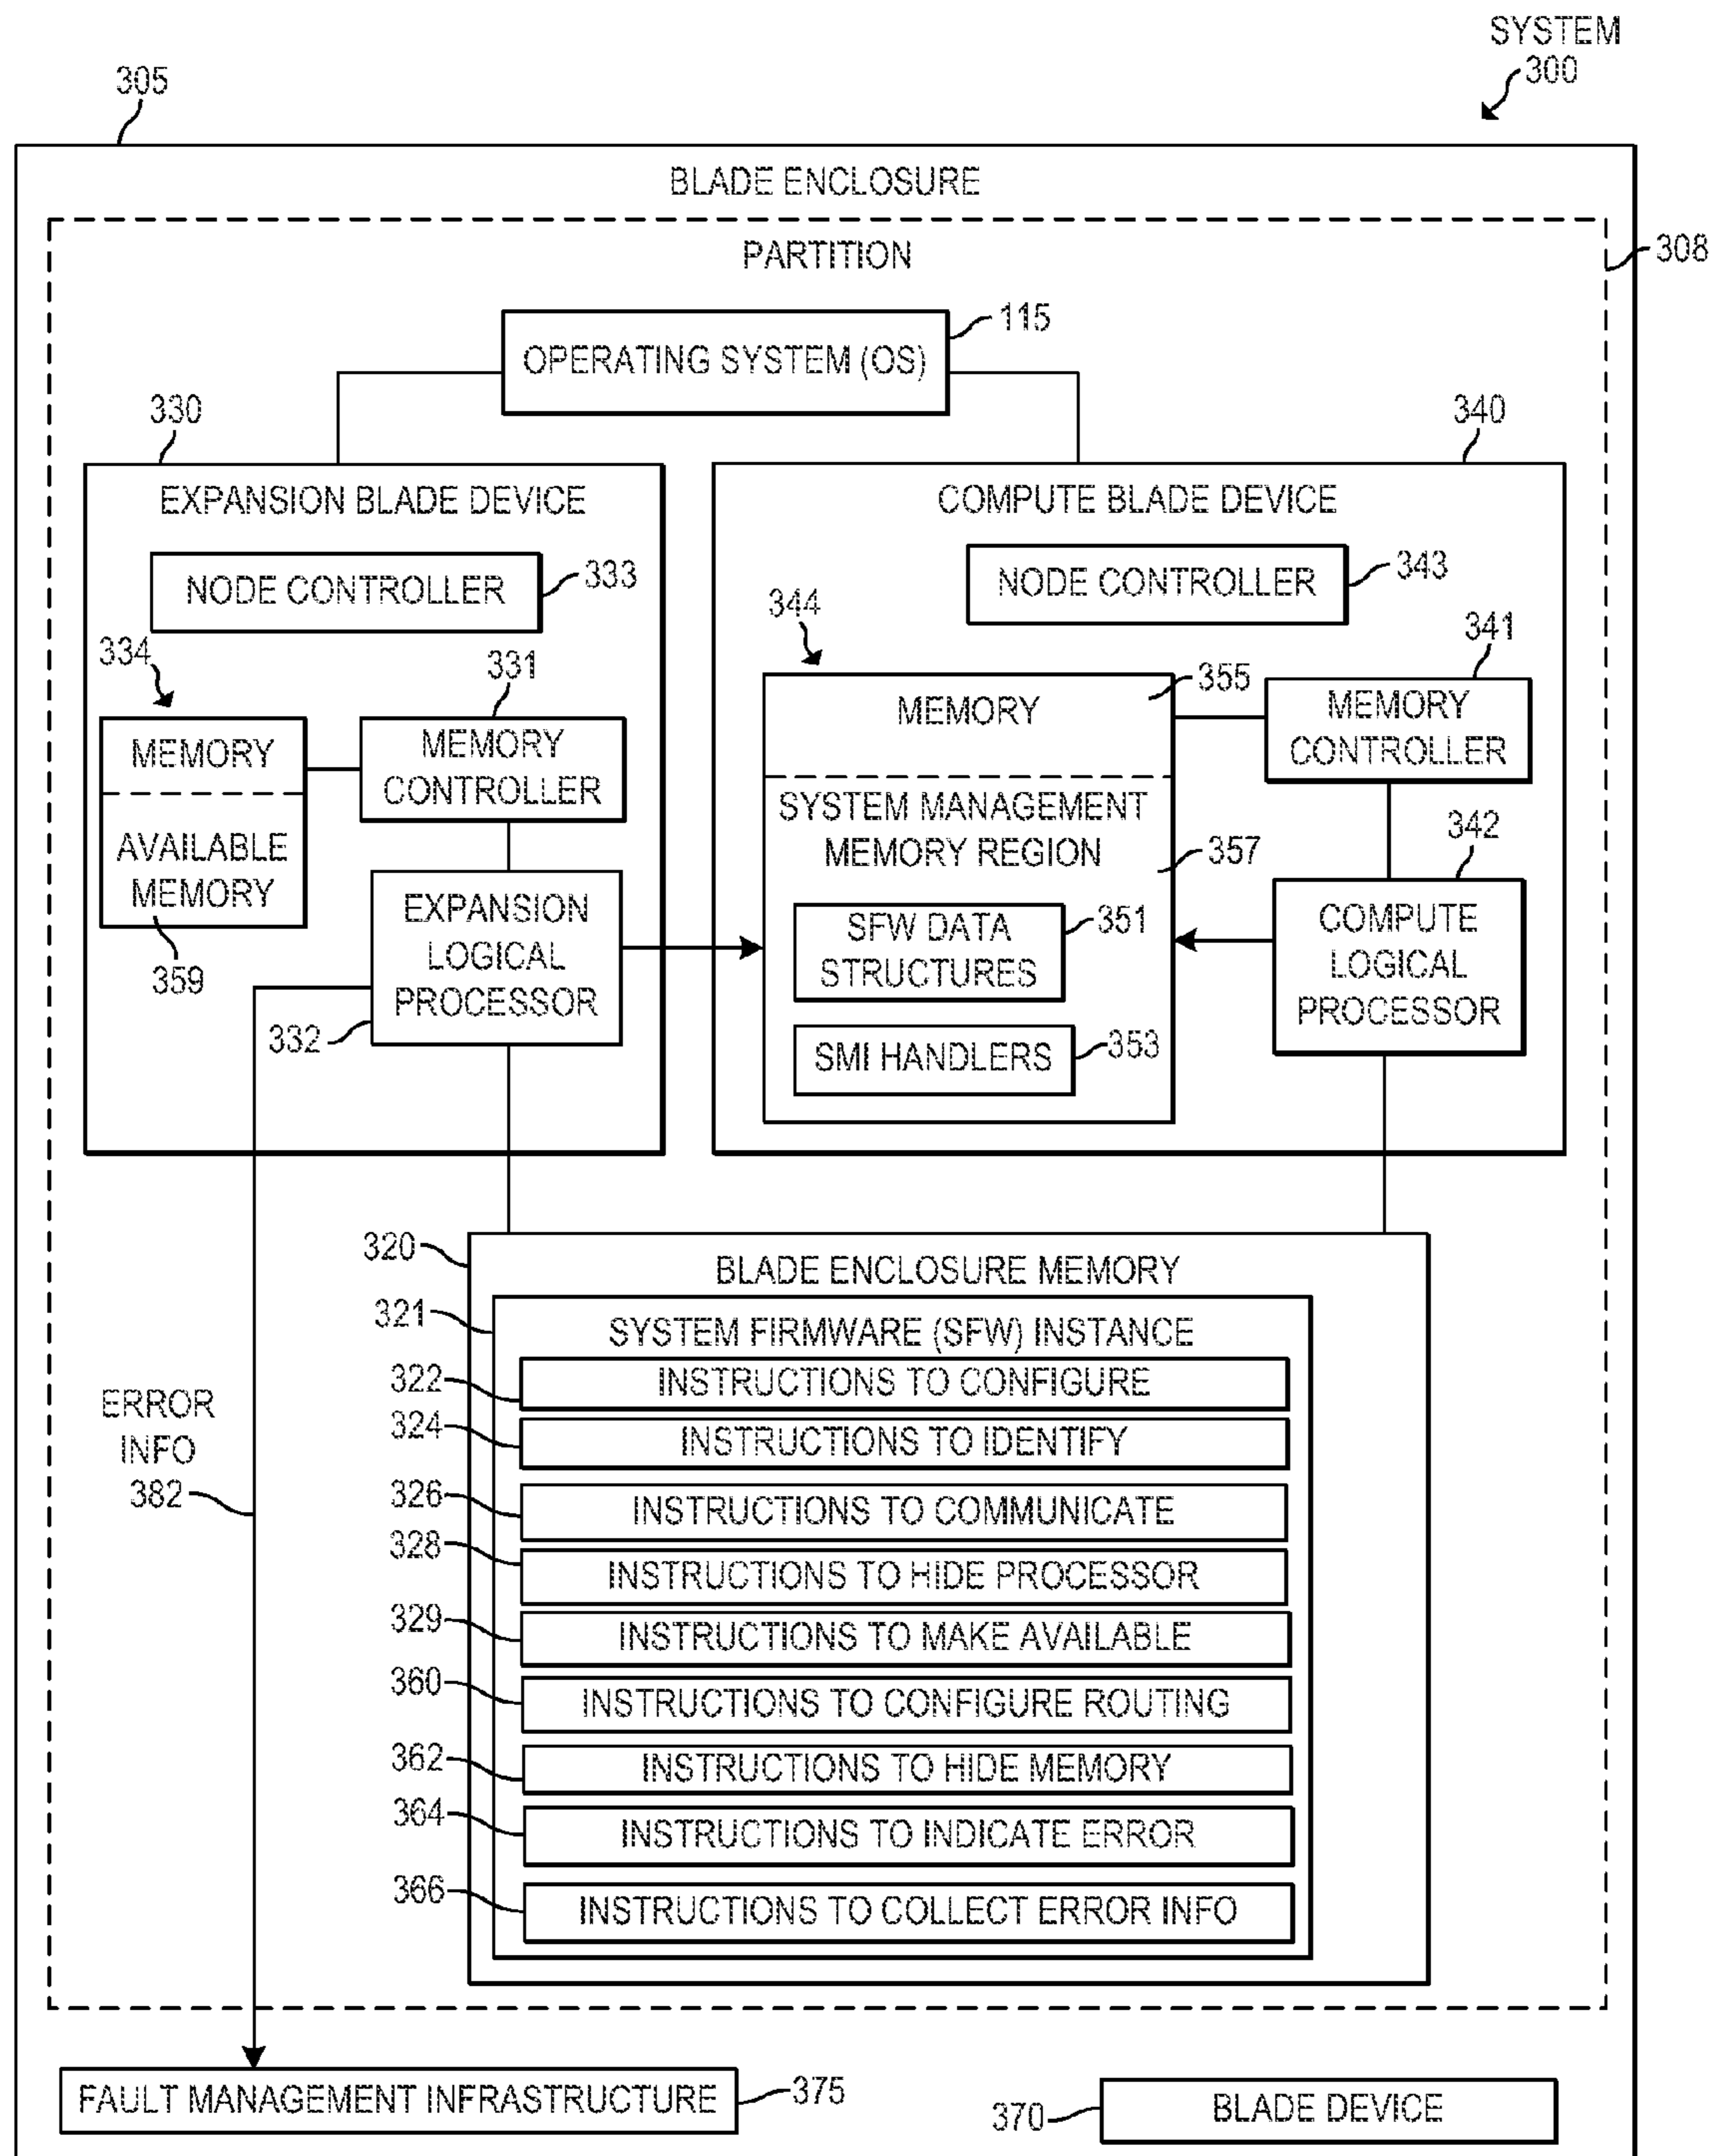 SYSTEM
300
305
BLADE ENCLOSURE
PARTITION
308
115
OPERATING SYSTEM (OS)
330
340
EXPANSION BLADE DEVICE
COMPUTE BLADE DEVICE
NODE CONTROLLER
333
NODE CONTROLLER
343
334
331
344
341
MEMORY
AVAILABLE
MEMORY
359
MEMORY
CONTROLLER
EXPANSION
LOGICAL
PROCESSOR
332
MEMORY
355
SYSTEM MANAGEMENT
MEMORY REGION
357
SFW DATA
STRUCTURES
351
SMI HANDLERS
353
MEMORY
CONTROLLER
342
COMPUTE
LOGICAL
PROCESSOR
320
BLADE ENCLOSURE MEMORY
321
SYSTEM FIRMWARE (SFW) INSTANCE
322
INSTRUCTIONS TO CONFIGURE
324
INSTRUCTIONS TO IDENTIFY
326
INSTRUCTIONS TO COMMUNICATE
328
INSTRUCTIONS TO HIDE PROCESSOR
329
INSTRUCTIONS TO MAKE AVAILABLE
360
INSTRUCTIONS TO CONFIGURE ROUTING
362
INSTRUCTIONS TO HIDE MEMORY
364
INSTRUCTIONS TO INDICATE ERROR
366
INSTRUCTIONS TO COLLECT ERROR INFO
ERROR
INFO
382
FAULT MANAGEMENT INFRASTRUCTURE
375
370
BLADE DEVICE